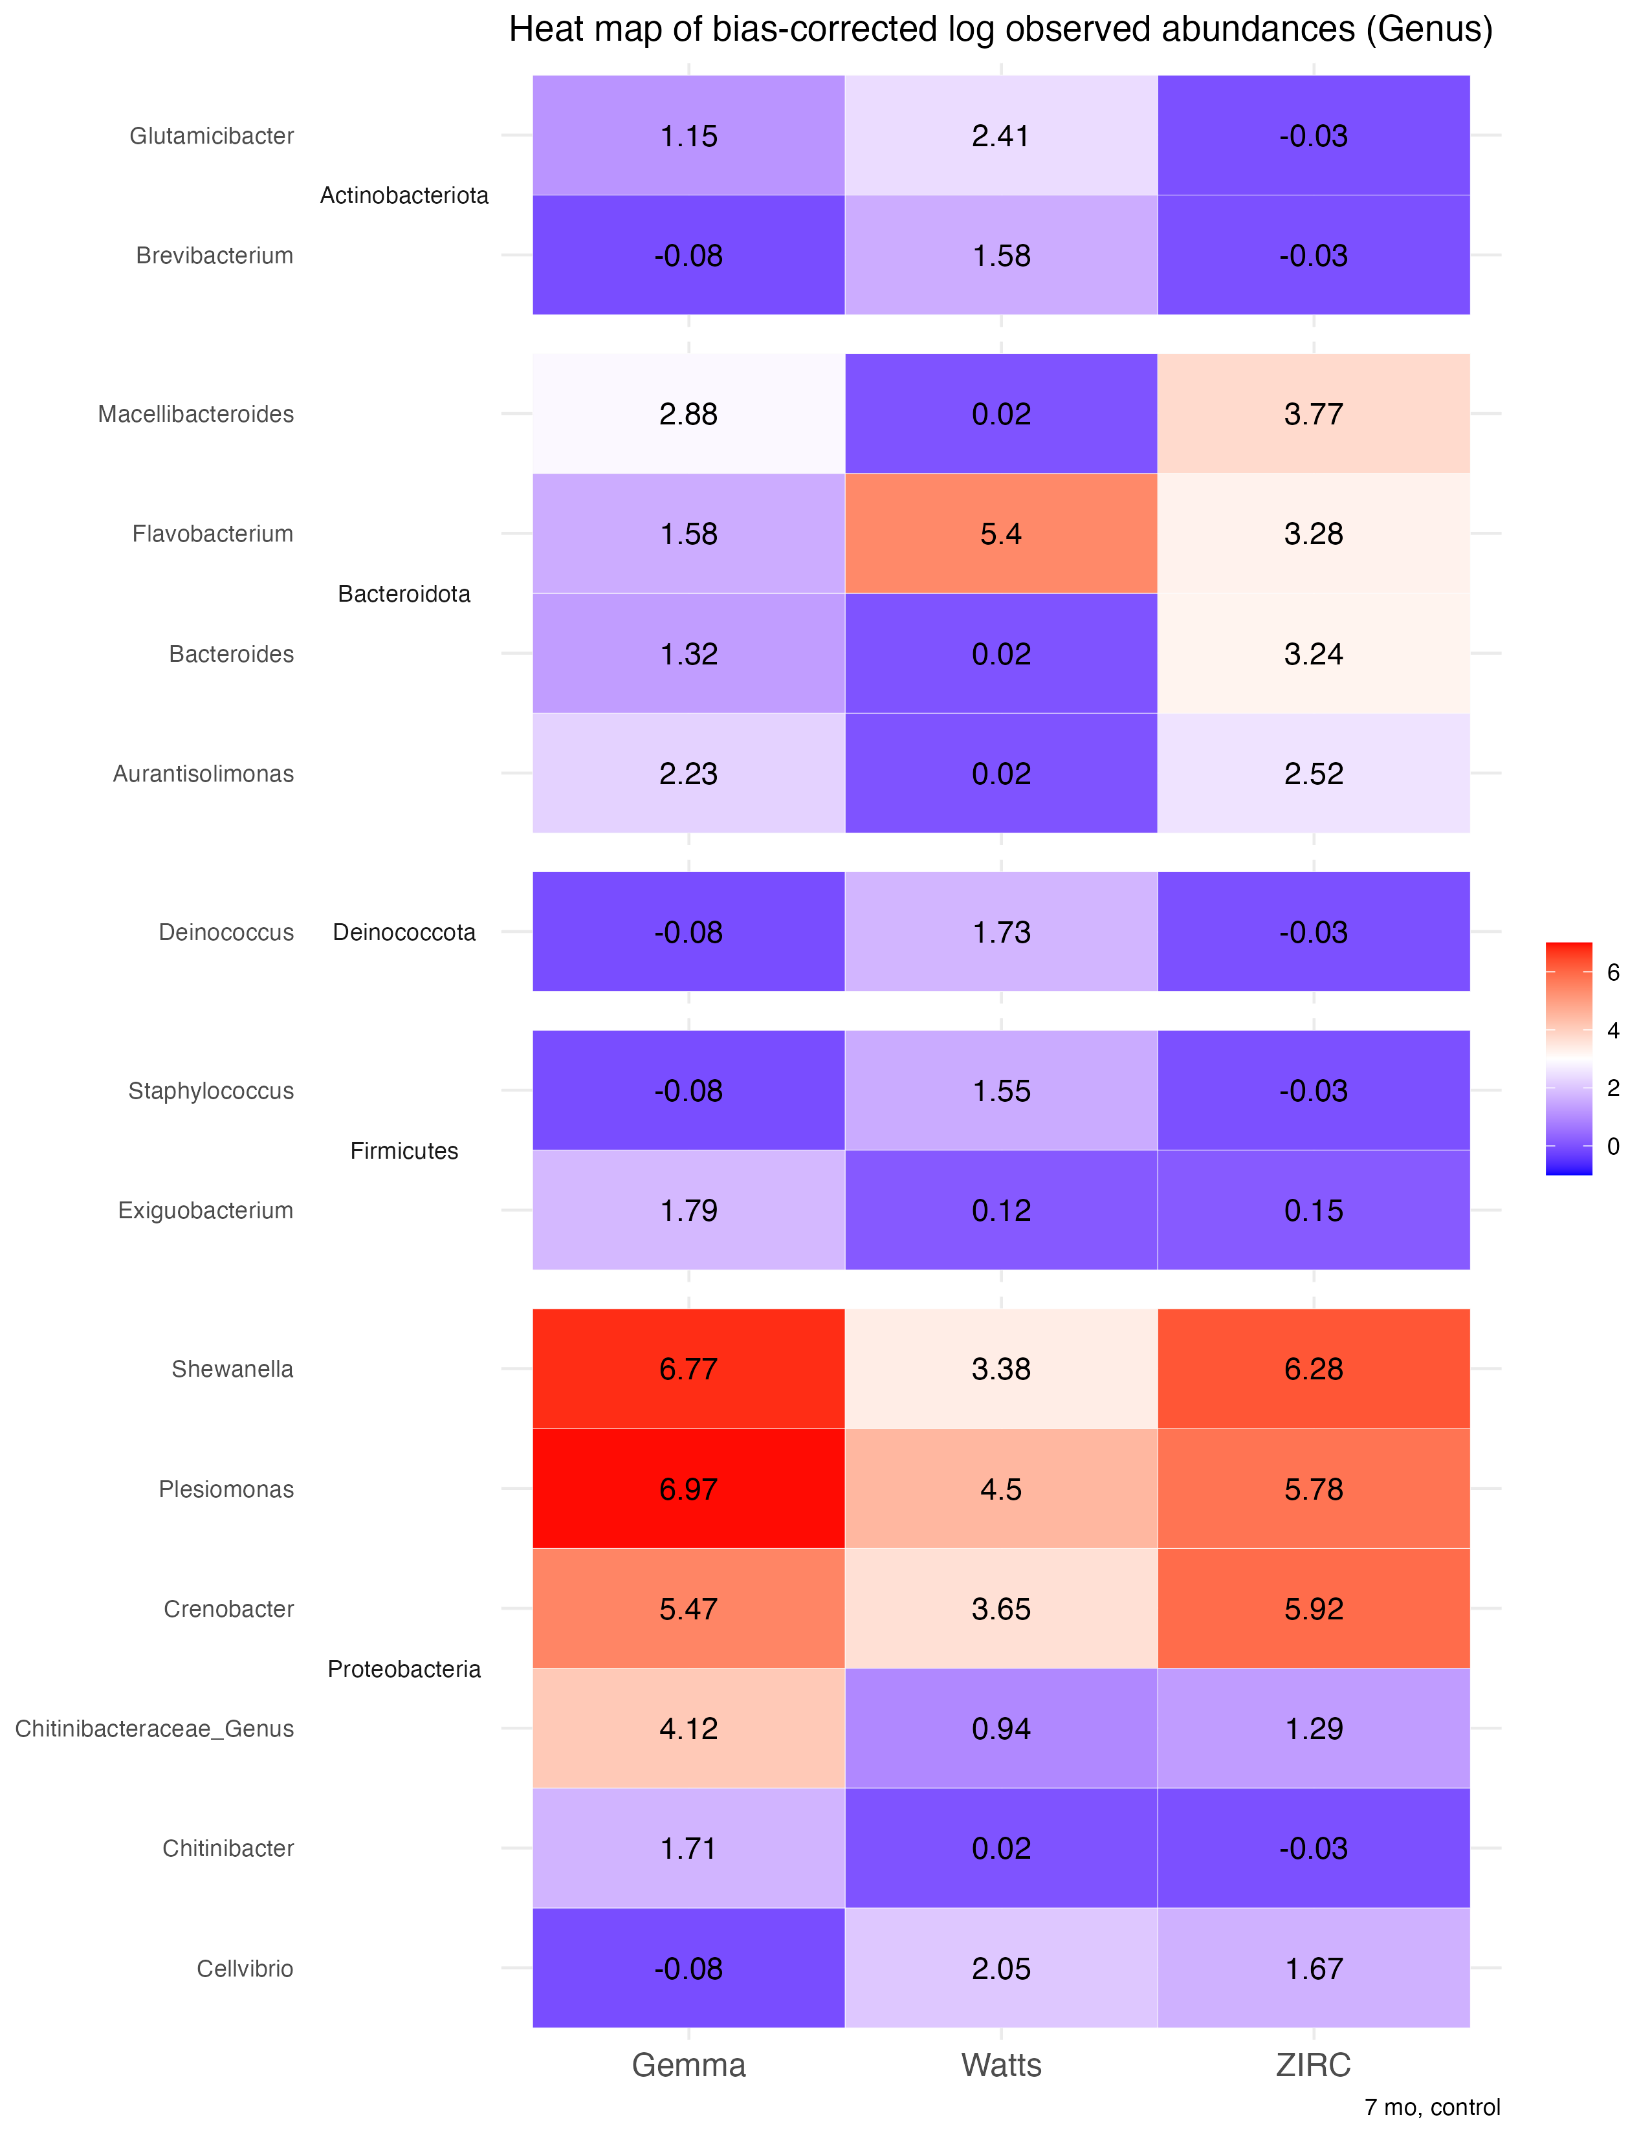 Heat map of bias-corrected log observed abundances (Genus)
Glutamicibacter 1.15 2.41 -0.03
Actinobacteriota
Brevibacterium -0.08 1.58 -0.03
Macellibacteroides 2.88 0.02 3.77
Flavobacterium 1.58 5.4 3.28
Bacteroidota
Bacteroides 1.32 0.02 3.24
Aurantisolimonas 2.23 0.02 2.52
Deinococcus Deinococcota -0.08 1.73 -0.03
Staphylococcus -0.08 1.55 -0.03
Firmicutes
Exiguobacterium 1.79 0.12 0.15
Shewanella 6.77 3.38 6.28
Plesiomonas 6.97 4.5 5.78
Crenobacter 5.47 3.65 5.92
Proteobacteria
Chitinibacteraceae_Genus 4.12 0.94 1.29
Chitinibacter 1.71 0.02 -0.03
Cellvibrio -0.08 2.05 1.67
Gemma Watts ZIRC
7 mo, control
6
4
2
0